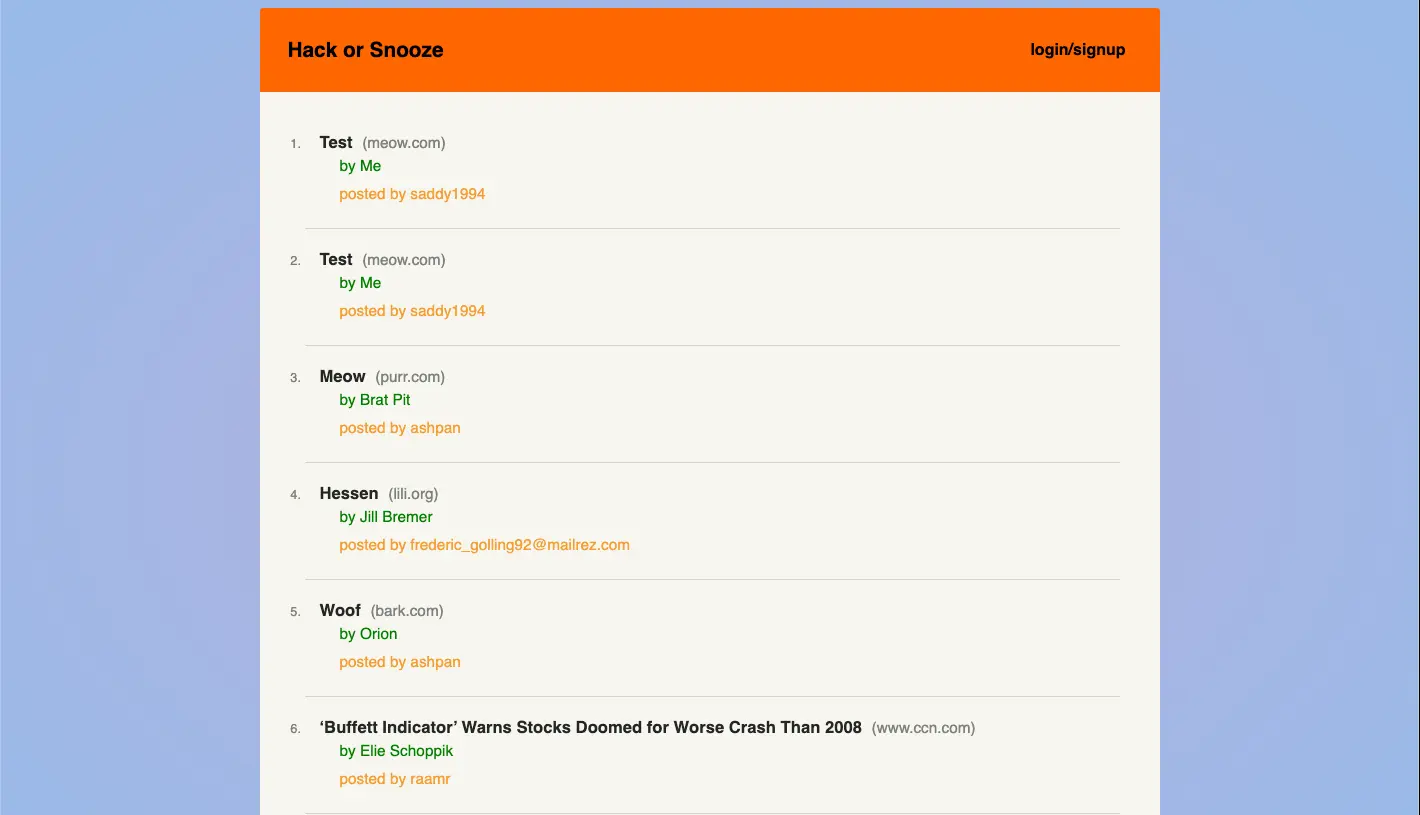 Hack or Snooze
login/signup
1. Test (meow.com)
by Me
posted by saddy1994
2. Test (meow.com)
by Me
posted by saddy1994
3. Meow (purr.com)
by Brat Pit
posted by ashpan
4. Hessen (lili.org)
by Jill Bremer
posted by frederic_golling92@mailrez.com
5. Woof (bark.com)
by Orion
posted by ashpan
6. ‘Buffett Indicator’ Warns Stocks Doomed for Worse Crash Than 2008 (www.ccn.com)
by Elie Schoppik
posted by raamr